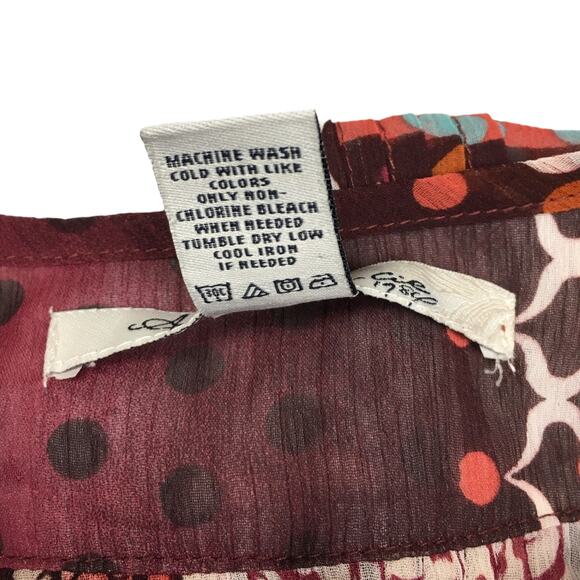 MACHINE WASH
COLD WITH LIKE
COLORS
ONLY NON-
CHLORINE BLEACH
WHEN NEEDED
TUMBLE DRY LOW
COOL IRON
IF NEEDED
30C